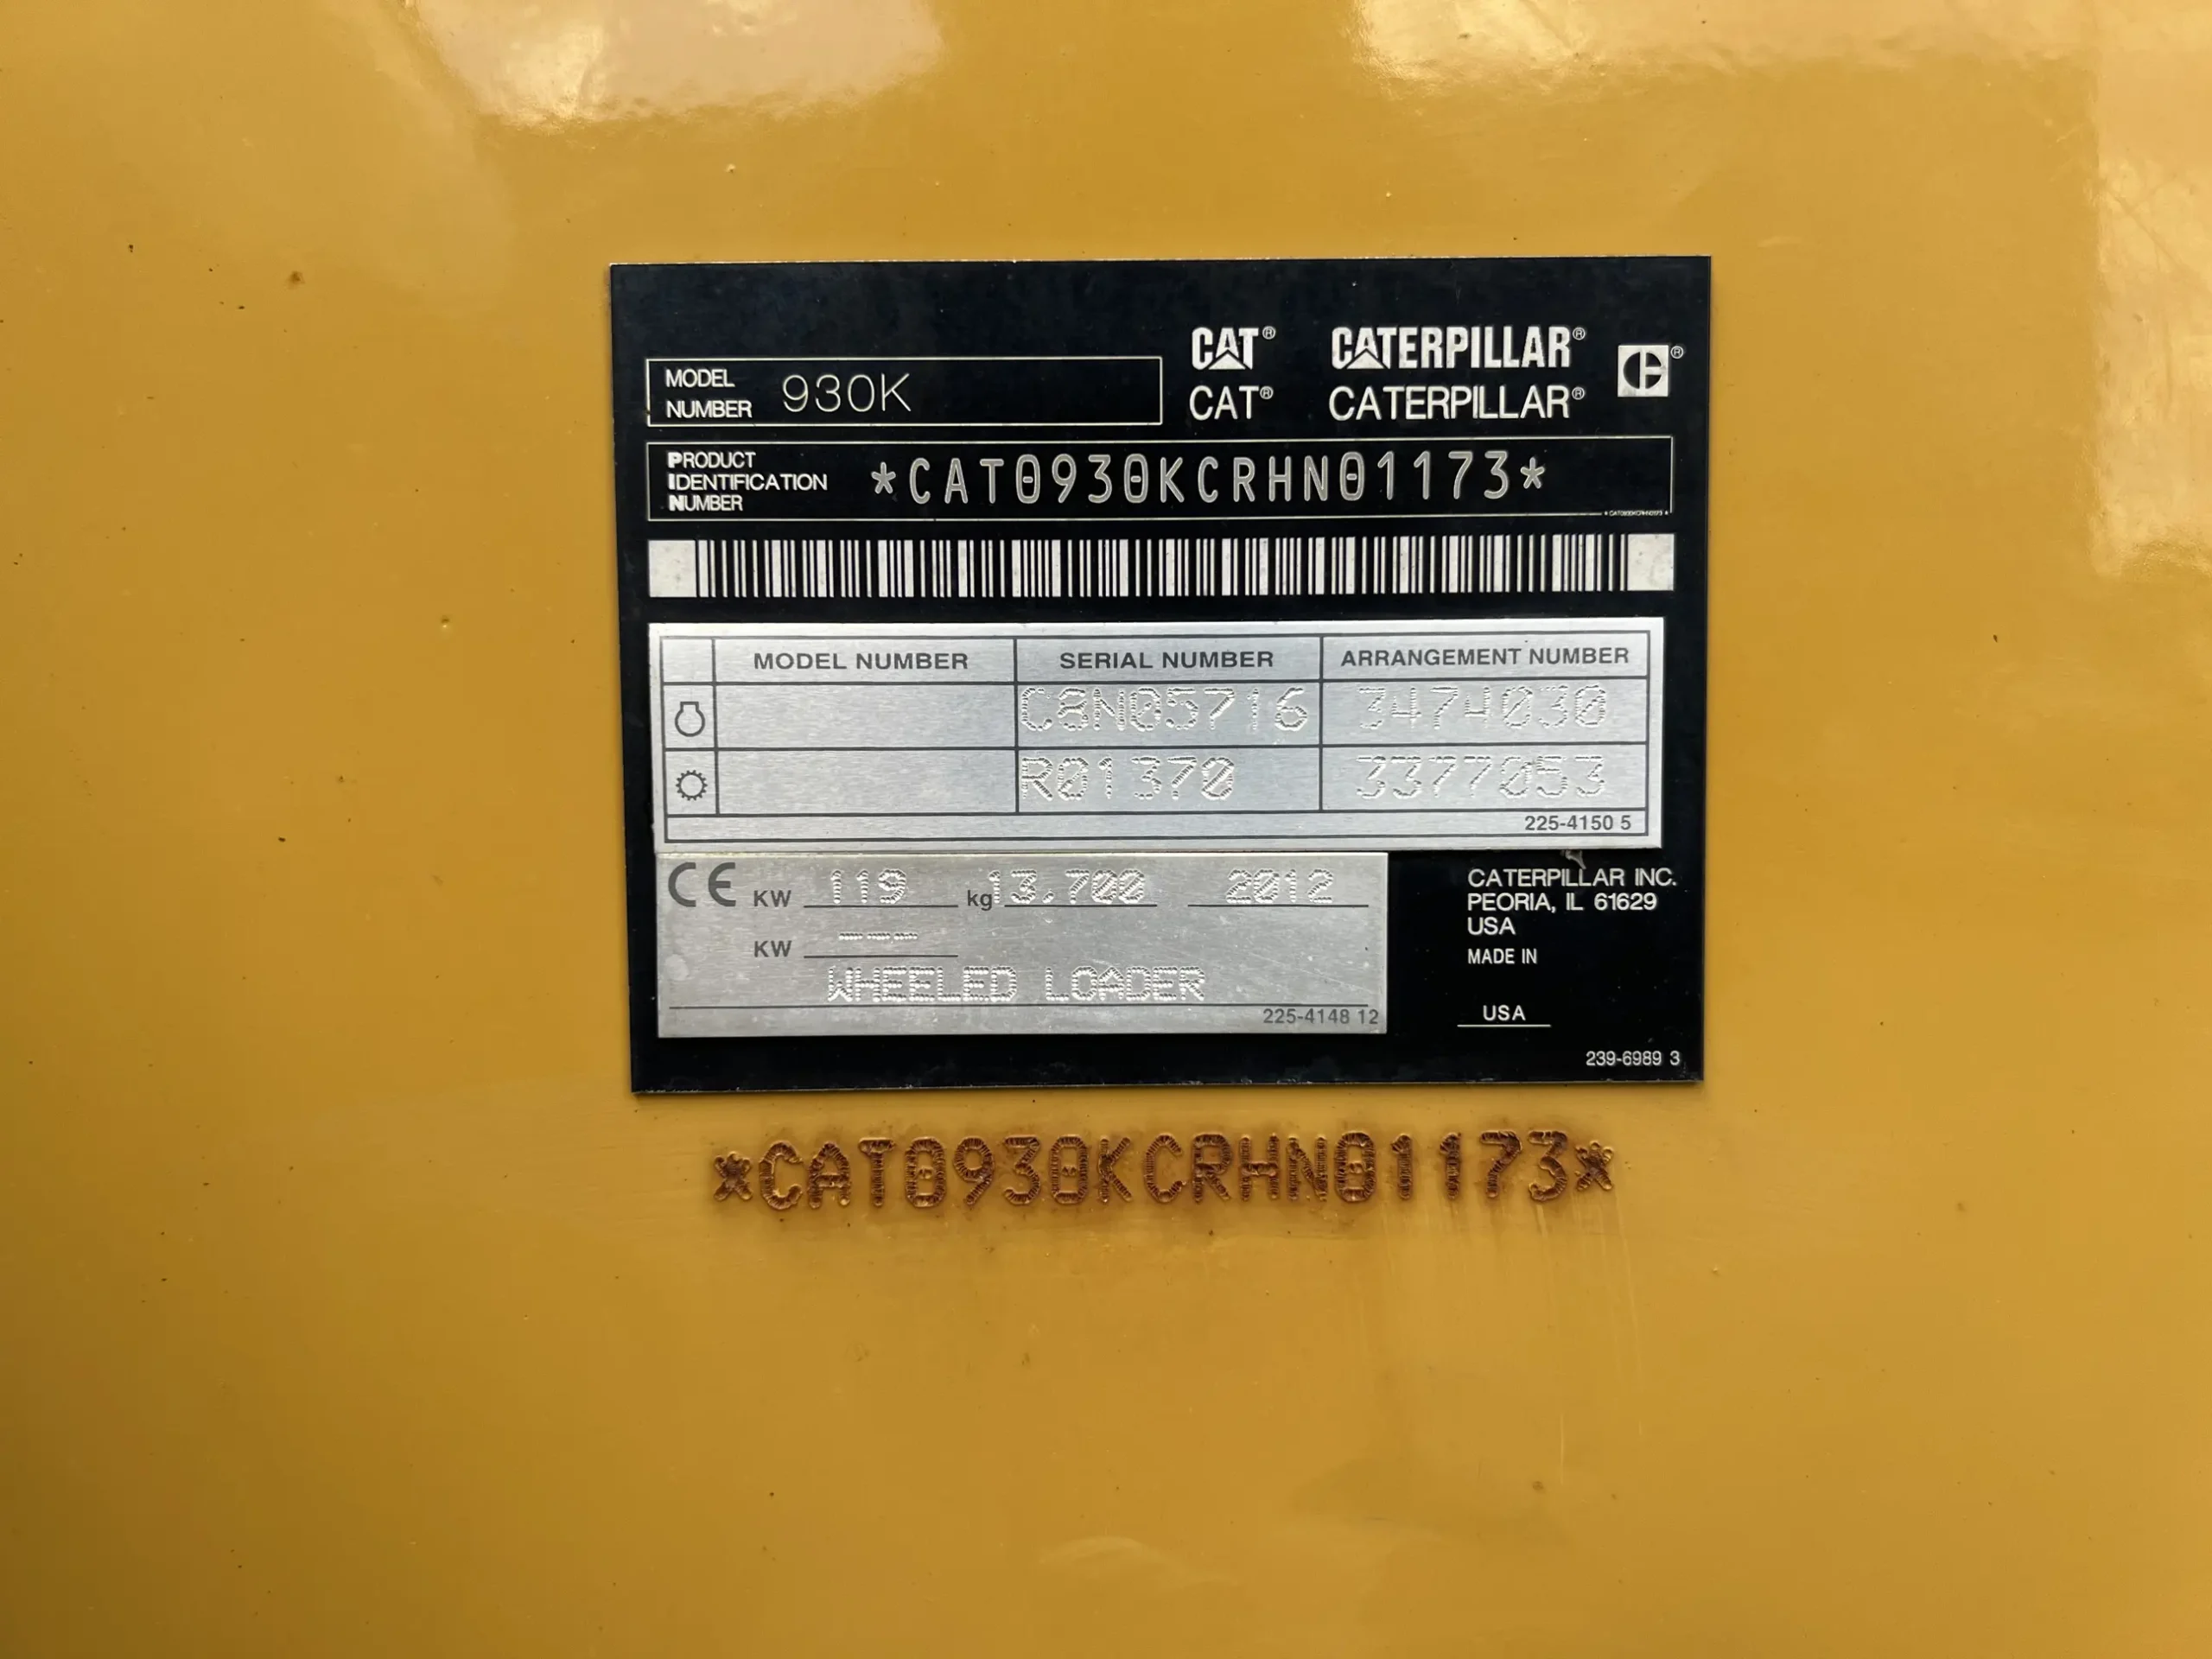 CAT® CATERPILLAR®
MODEL NUMBER 930K
CAT® CATERPILLAR®
PRODUCT IDENTIFICATION NUMBER *CAT0930KCRHN01173*
MODEL NUMBER SERIAL NUMBER ARRANGEMENT NUMBER
C8N05716 3474030
R01370 3377053
225-4150 5
CE KW 119 kg 13,700 2012
KW ---
WHEELED LOADER
225-4148 12
CATERPILLAR INC.
PEORIA, IL 61629
USA
MADE IN
USA
239-6989 3
*CAT0930KCRHN01173*